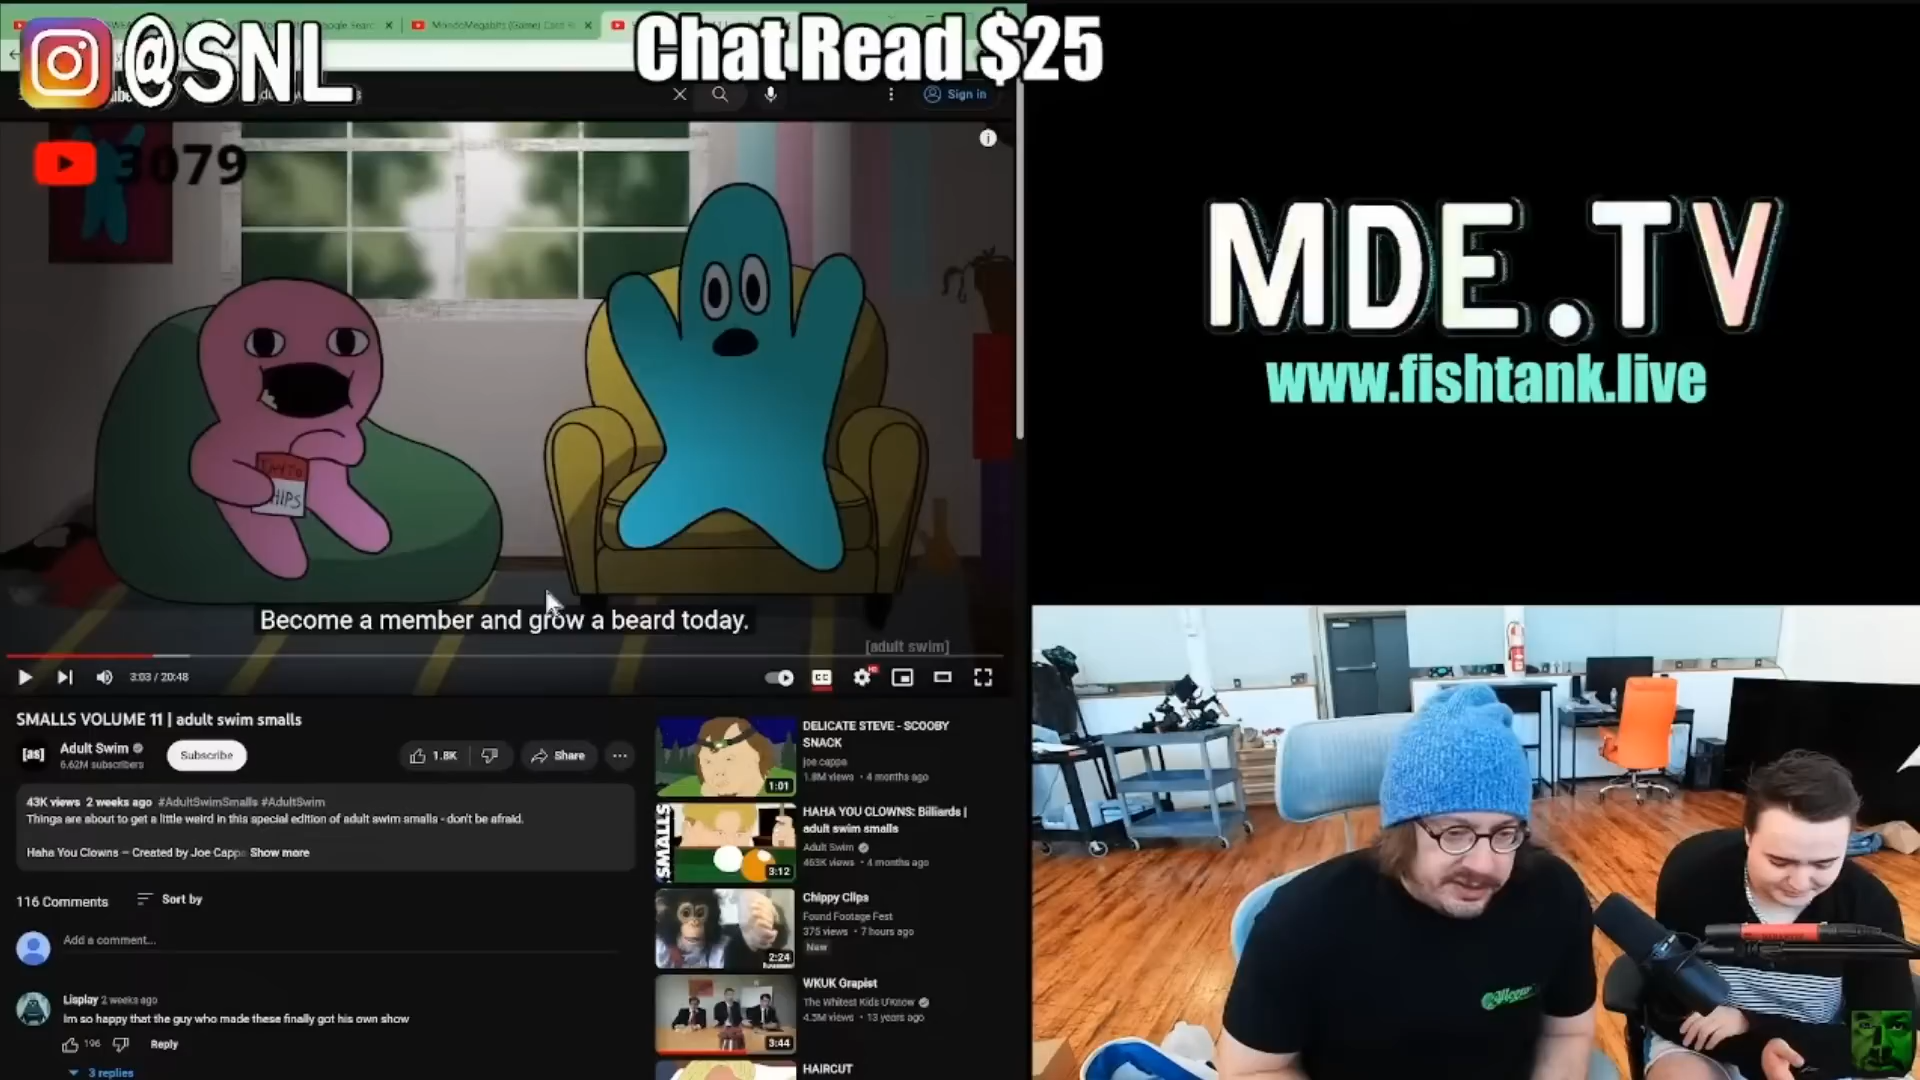 @SNL
Chat Read $25
MondoMegabits (Game)
Sign in
3079
CHIPS
Become a member and grow a beard today.
[adult swim]
3:03 / 20:48
CC
HD
SMALLS VOLUME 11 | adult swim smalls
[as]
Adult Swim
6.62M subscribers
Subscribe
1.8K
Share
43K views 2 weeks ago #AdultSwimSmalls #AdultSwim
Things are about to get a little weird in this special edition of adult swim smalls - don't be afraid.
Haha You Clowns – Created by Joe Capp Show more
116 Comments
Sort by
Add a comment...
Lisplay 2 weeks ago
Im so happy that the guy who made these finally got his own show
196
Reply
3 replies
1:01
DELICATE STEVE - SCOOBY
SNACK
joe cappa
1.8M views • 4 months ago
SMALLS
3:12
HAHA YOU CLOWNS: Billiards |
adult swim smalls
Adult Swim
463K views • 4 months ago
2:24
Chippy Clips
Found Footage Fest
375 views • 7 hours ago
New
3:44
WKUK Grapist
The Whitest Kids U'Know
4.3M views • 13 years ago
HAIRCUT
MDE.TV
www.fishtank.live